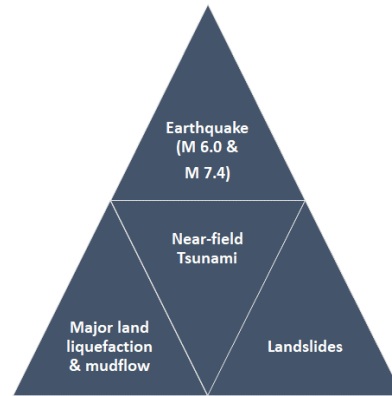 Earthquake
(M 6.0 &
M 7.4)
Near-field
Tsunami
Major land
liquefaction
& mudflow
Landslides